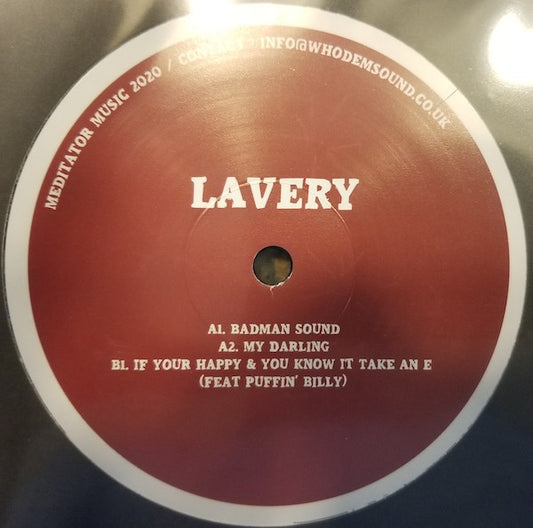 MEDITATOR MUSIC 2020 / CONTACT : INFO@WHODEMSOUND.CO.UK
LAVERY
A1. BADMAN SOUND
A2. MY DARLING
B1. IF YOUR HAPPY & YOU KNOW IT TAKE AN E
(FEAT PUFFIN' BILLY)